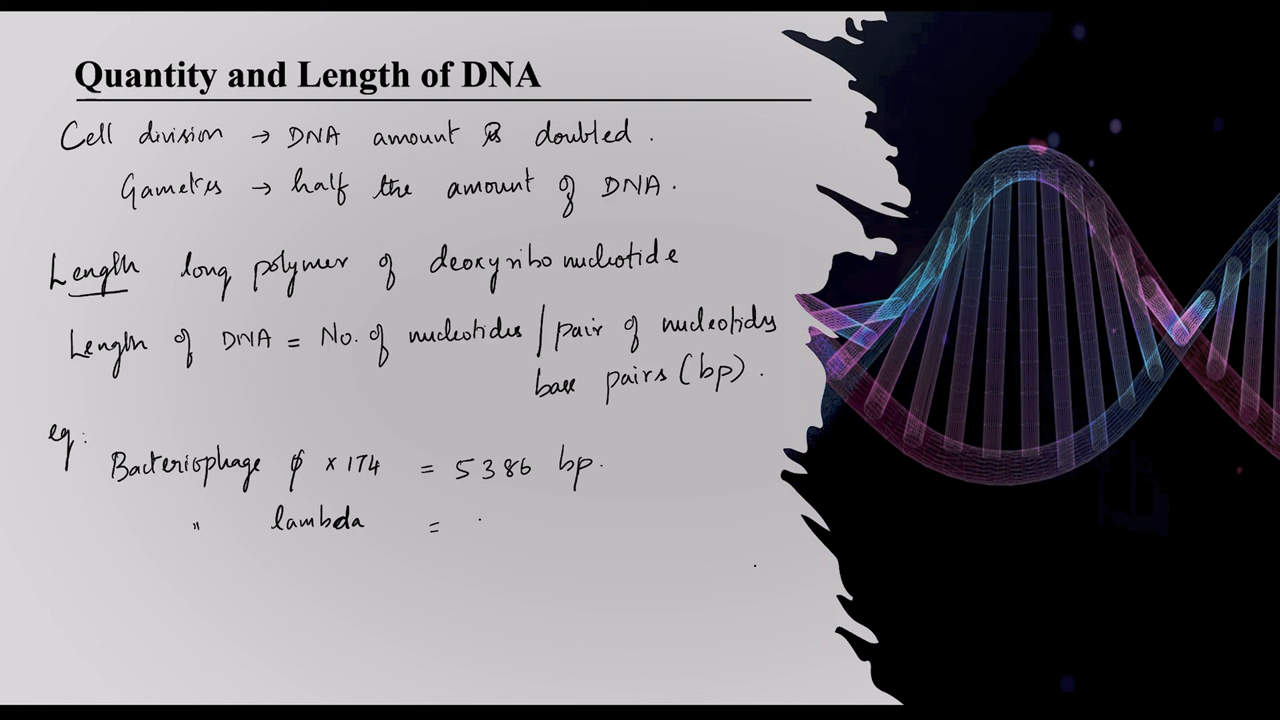 Quantity and Length of DNA
Cell division → DNA amount is doubled.
Gametes → half the amount of DNA.
Length long polymer of deoxyribo nucleotide
Length of DNA = No. of nucleotides / pair of nucleotides
base pairs (bp).
eg:
Bacteriophage ϕ ×174 = 5386 bp.
" lambda =